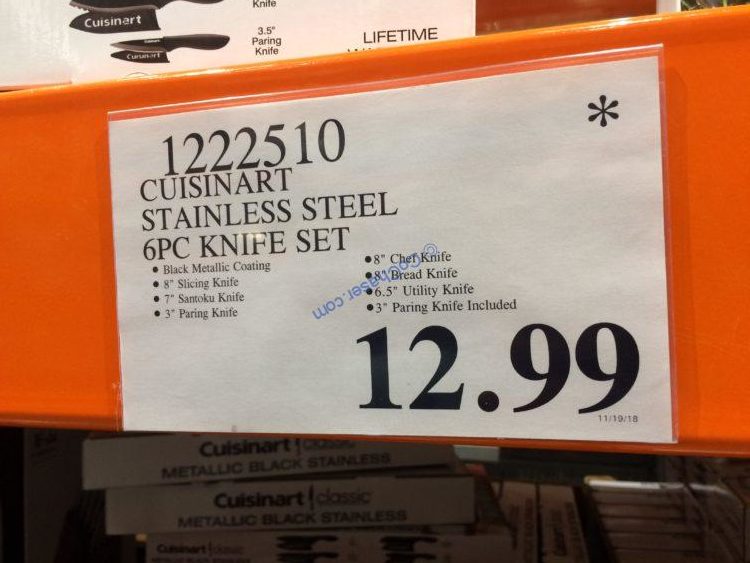 Knife
Cuisinart
3.5"
Paring
Knife
Cuisinart
LIFETIME
*
1222510
CUISINART
STAINLESS STEEL
6PC KNIFE SET
• Black Metallic Coating
• 8" Slicing Knife
• 7" Santoku Knife
• 3" Paring Knife
• 8" Chef Knife
• 8" Bread Knife
• 6.5" Utility Knife
• 3" Paring Knife Included
©CoChaser.com
12.99
11/19/18
Cuisinart classic
METALLIC BLACK STAINLESS
Cuisinart classic
METALLIC BLACK STAINLESS
Cuisinart classic